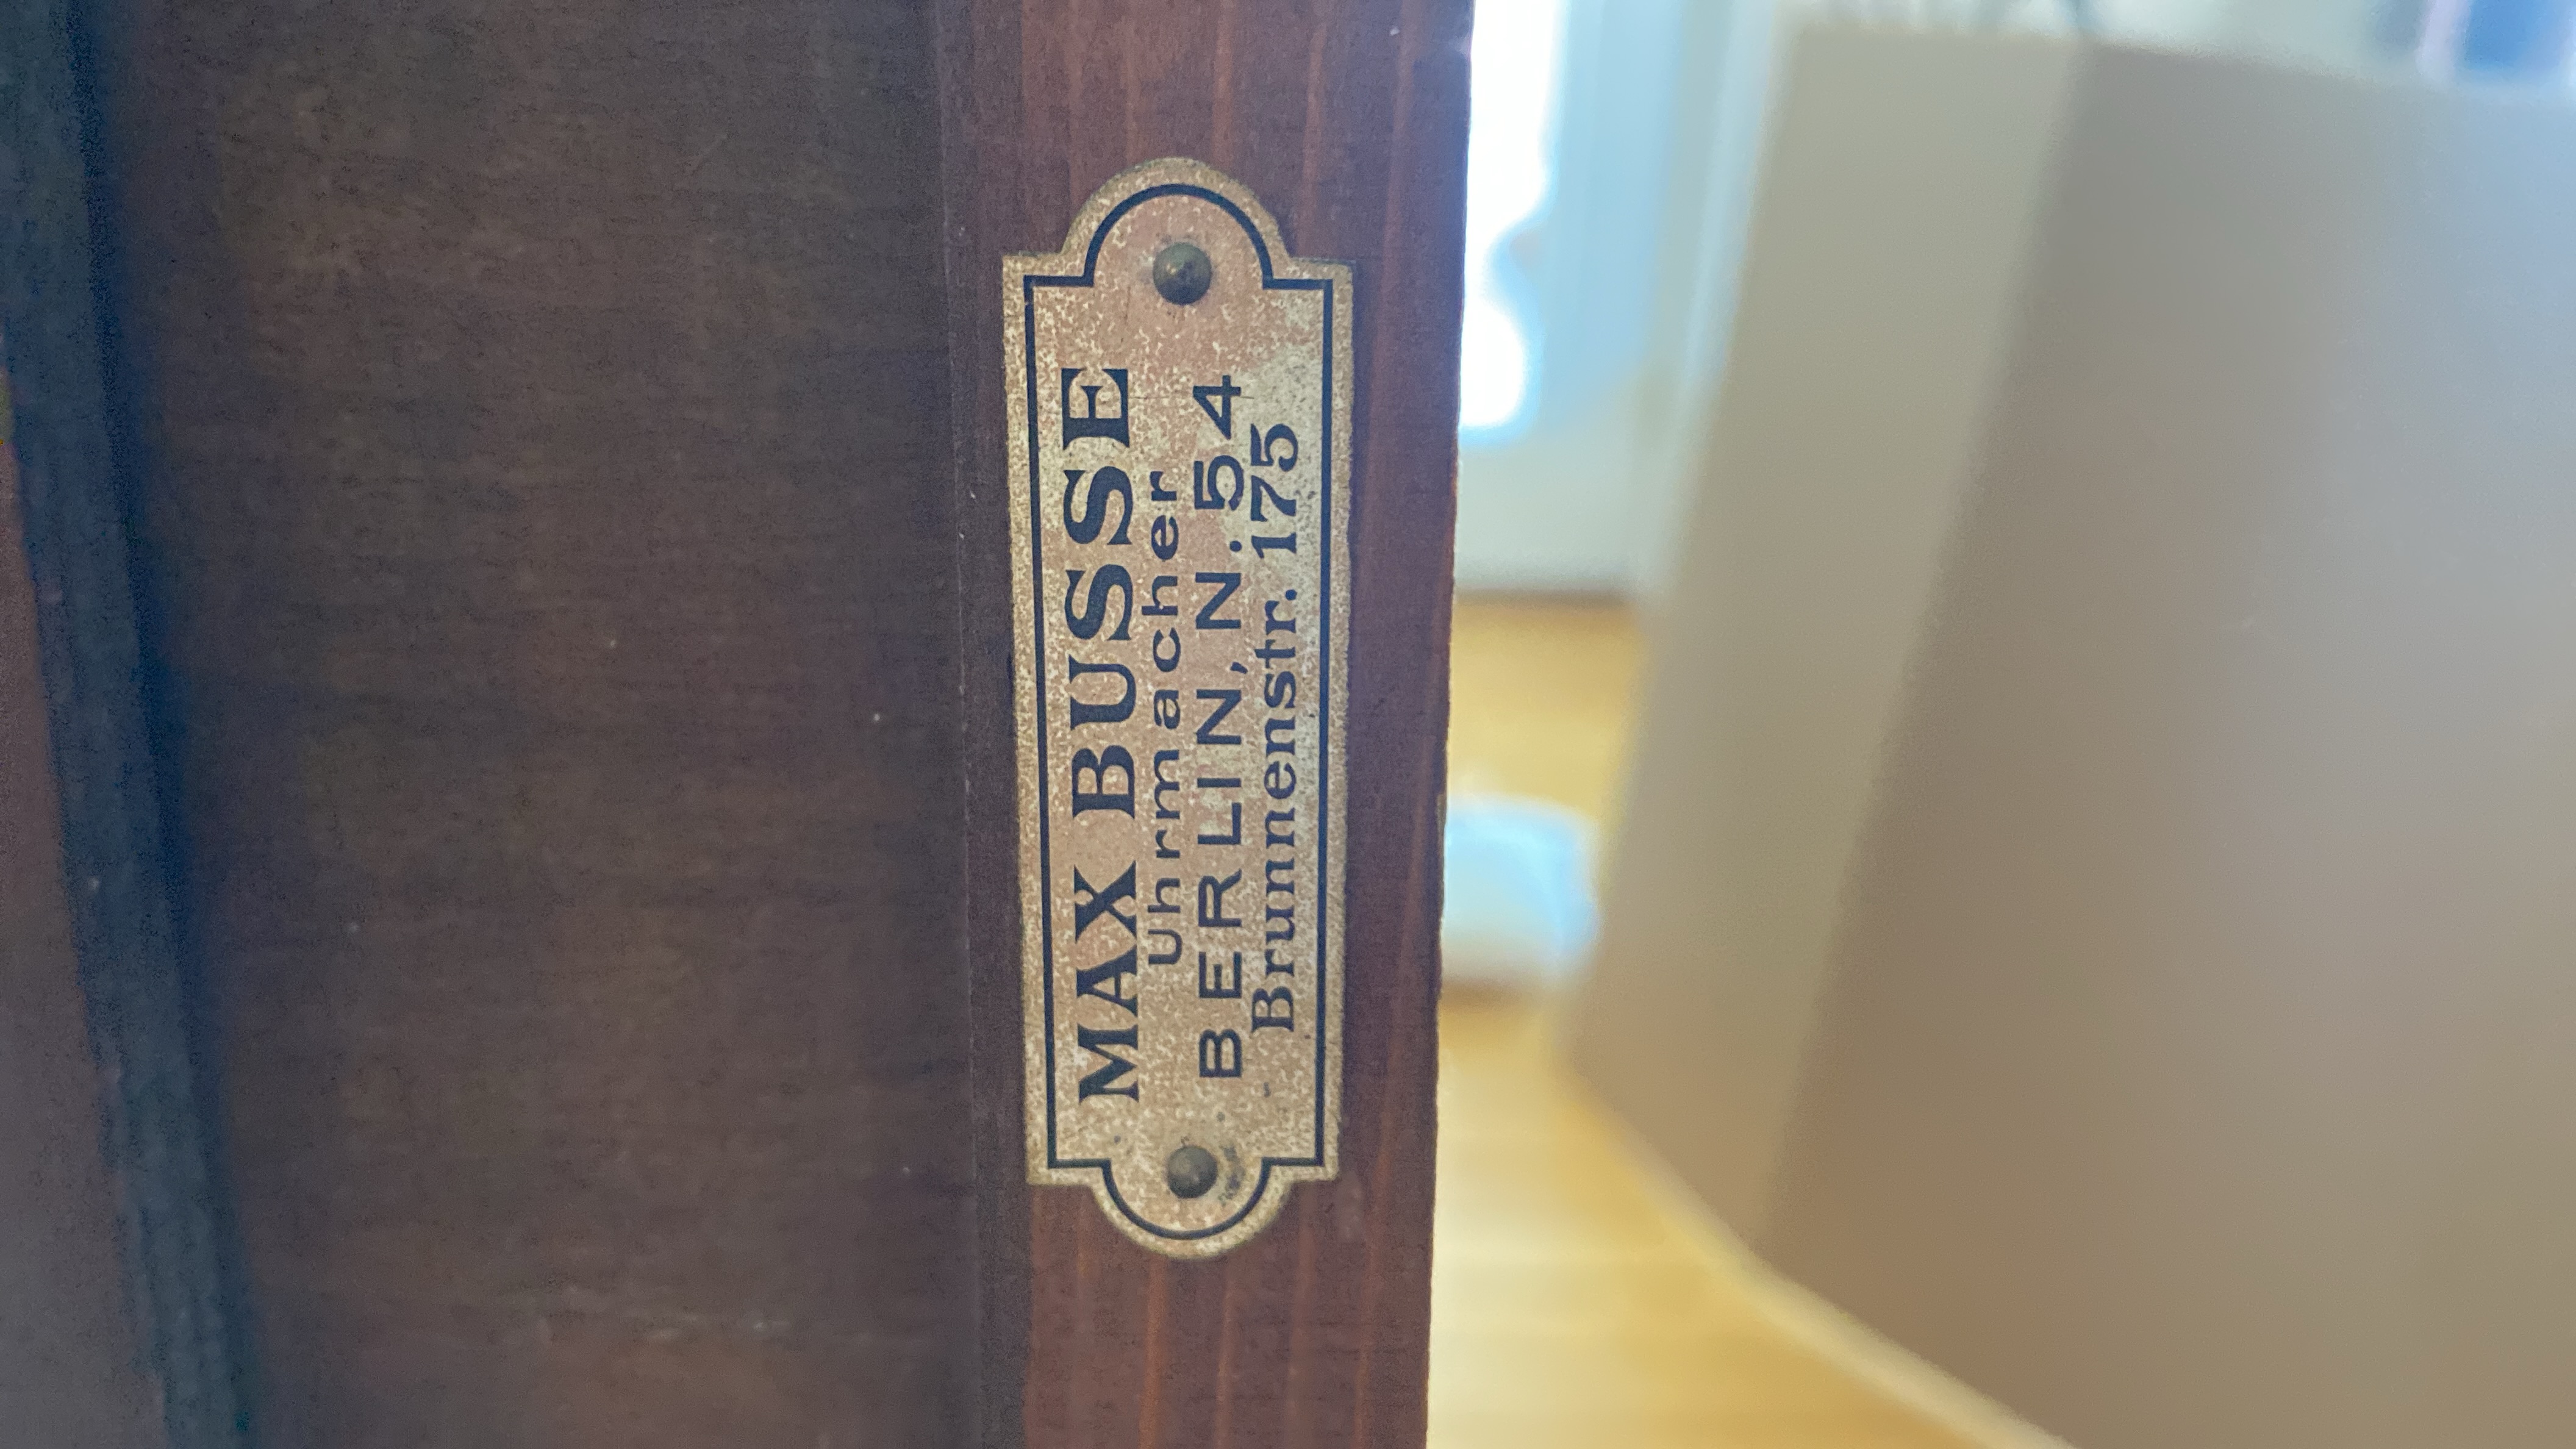 MAX BUSSE
Uhrmacher
BERLIN, N. 54
Brunnenstr. 175